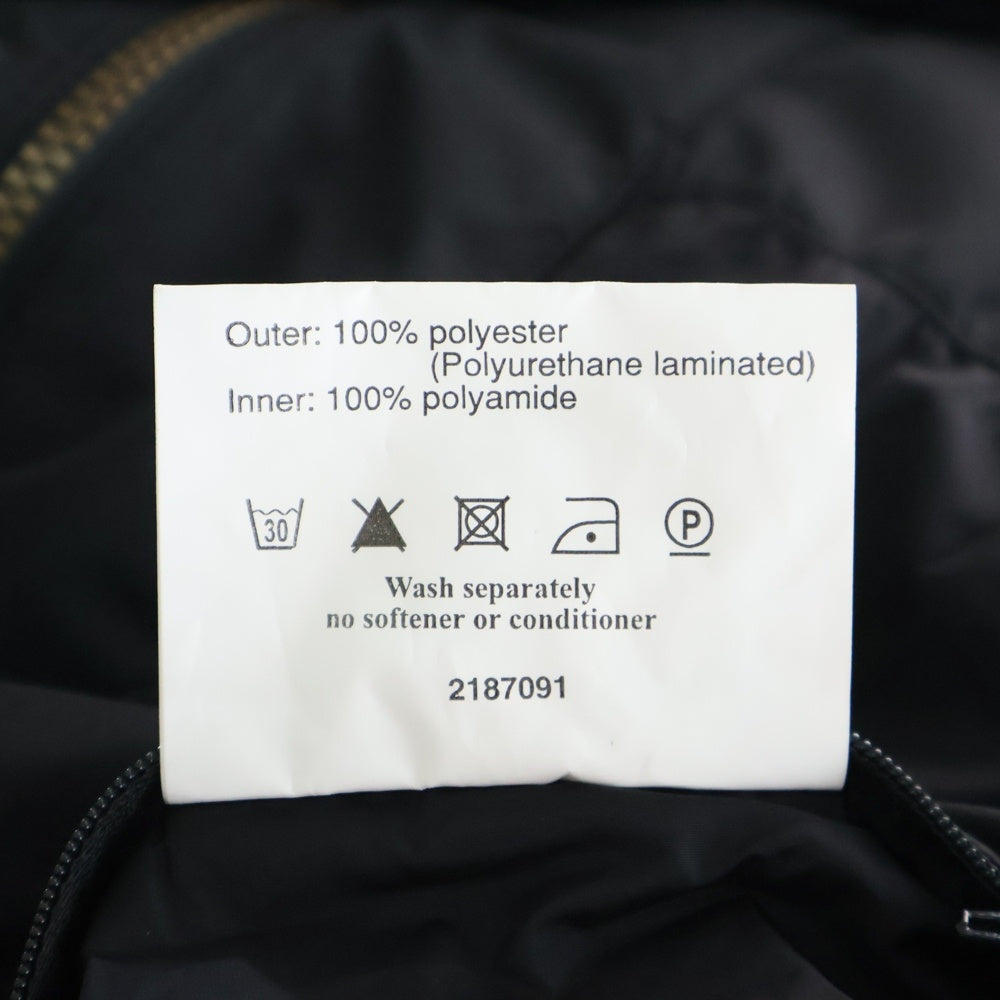 Outer: 100% polyester
(Polyurethane laminated)
Inner: 100% polyamide
30 P
Wash separately
no softener or conditioner
2187091